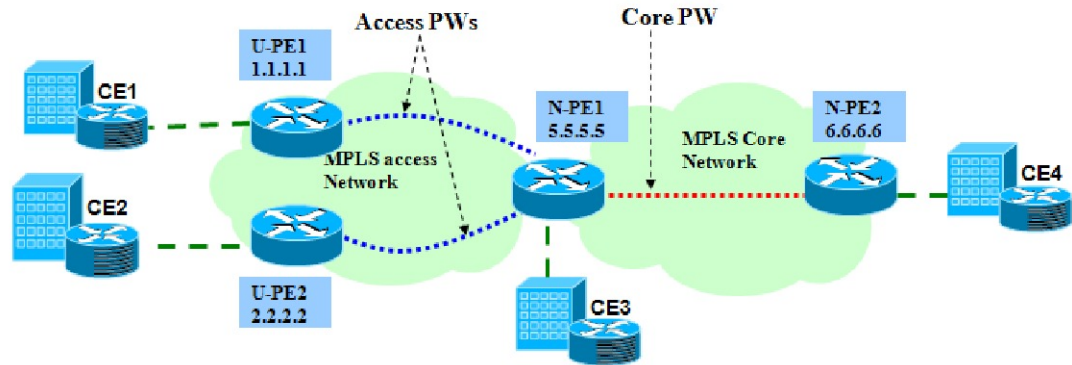 Access PWs
Core PW
U-PE1
1.1.1.1
CE1
N-PE1
5.5.5.5
N-PE2
6.6.6.6
MPLS access
Network
MPLS Core
Network
CE2
CE4
U-PE2
2.2.2.2
CE3